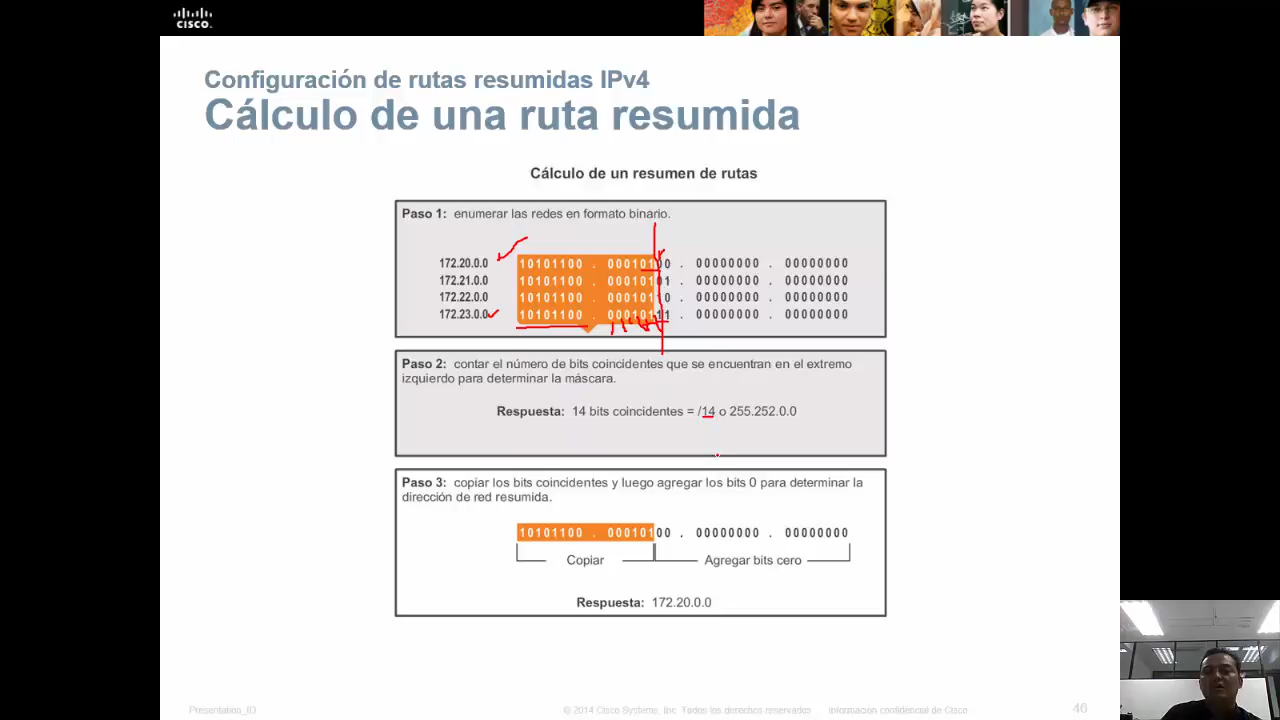 CISCO
Configuración de rutas resumidas IPv4
Cálculo de una ruta resumida
Cálculo de un resumen de rutas
Paso 1: enumerar las redes en formato binario.
172.20.0.0 10101100 . 00010100 . 00000000 . 00000000
172.21.0.0 10101100 . 00010101 . 00000000 . 00000000
172.22.0.0 10101100 . 00010110 . 00000000 . 00000000
172.23.0.0 10101100 . 00010111 . 00000000 . 00000000
Paso 2: contar el número de bits coincidentes que se encuentran en el extremo
izquierdo para determinar la máscara.
Respuesta: 14 bits coincidentes = /14 o 255.252.0.0
Paso 3: copiar los bits coincidentes y luego agregar los bits 0 para determinar la
dirección de red resumida.
10101100 . 00010100 . 00000000 . 00000000
Copiar Agregar bits cero
Respuesta: 172.20.0.0
Presentation_ID © 2014 Cisco Systems, Inc. Todos los derechos reservados. Información confidencial de Cisco 46